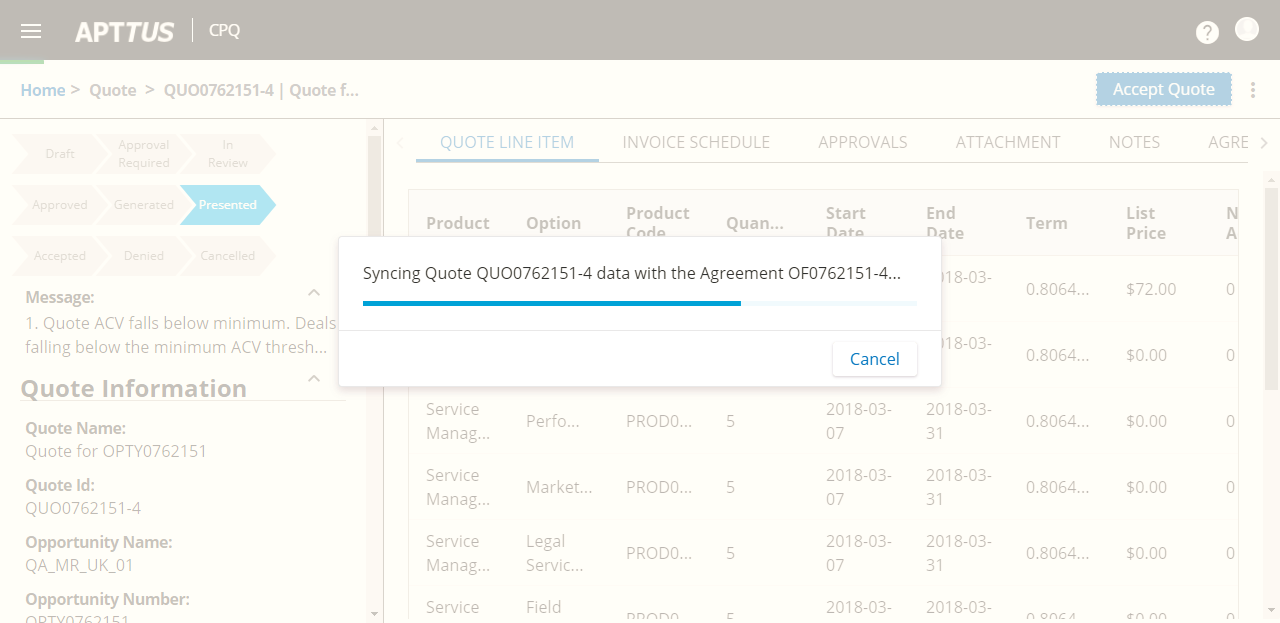 APTTUS CPQ
?
Home > Quote > QUO0762151-4 | Quote f...
Accept Quote
Draft
Approval Required
In Review
Approved
Generated
Presented
Accepted
Denied
Cancelled
Message:
1. Quote ACV falls below minimum. Deals
falling below the minimum ACV thresh...
Quote Information
Quote Name:
Quote for OPTY0762151
Quote Id:
QUO0762151-4
Opportunity Name:
QA_MR_UK_01
Opportunity Number:
OPTY0762151
QUOTE LINE ITEM INVOICE SCHEDULE APPROVALS ATTACHMENT NOTES AGRE
Product Option Product Code Quan... Start Date End Date Term List Price N A
2018-03- 0.8064... $72.00 0
2018-03- 0.8064... $0.00 0
Syncing Quote QUO0762151-4 data with the Agreement OF0762151-4...
Cancel
Service Manag... Perfo... PROD0... 5 2018-03-07 2018-03-31 0.8064... $0.00 0
Service Manag... Market... PROD0... 5 2018-03-07 2018-03-31 0.8064... $0.00 0
Service Manag... Legal Servic... PROD0... 5 2018-03-07 2018-03-31 0.8064... $0.00 0
Service Field PROD0... 5 2018-03- 2018-03- 0.8064... $0.00 0